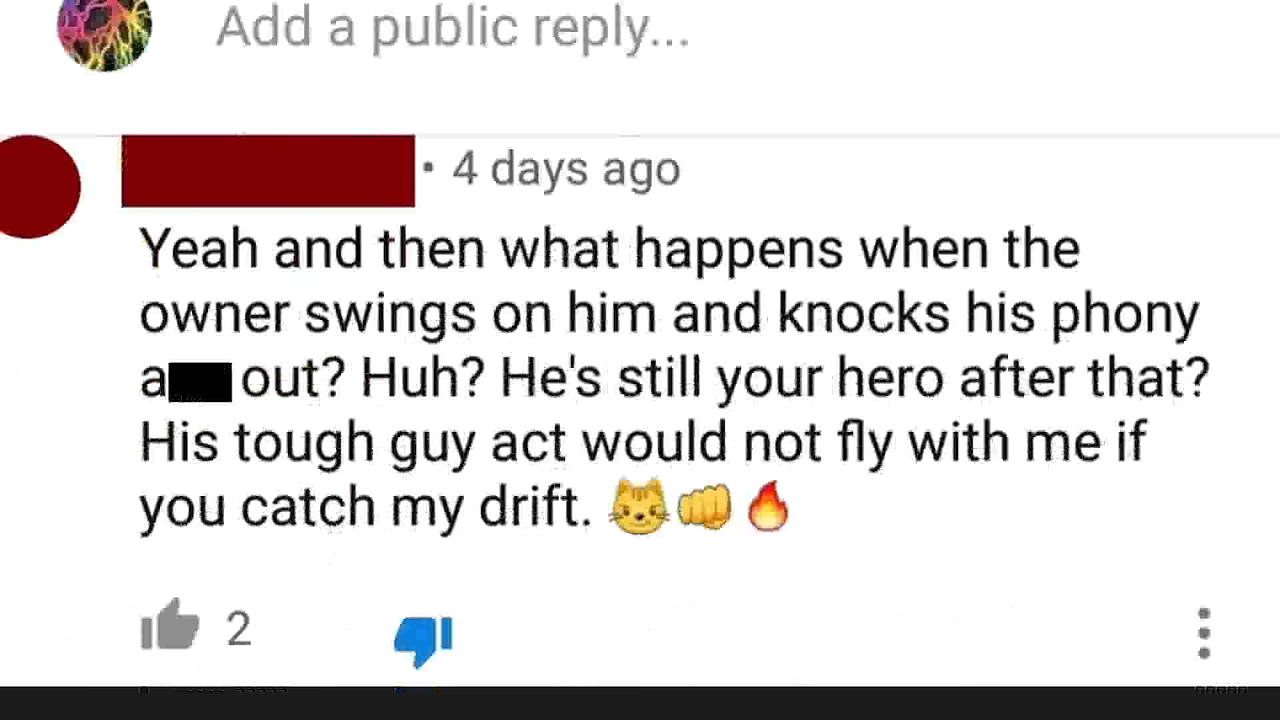 Add a public reply...
• 4 days ago
Yeah and then what happens when the
owner swings on him and knocks his phony
a out? Huh? He's still your hero after that?
His tough guy act would not fly with me if
you catch my drift. 😼👊🔥
2